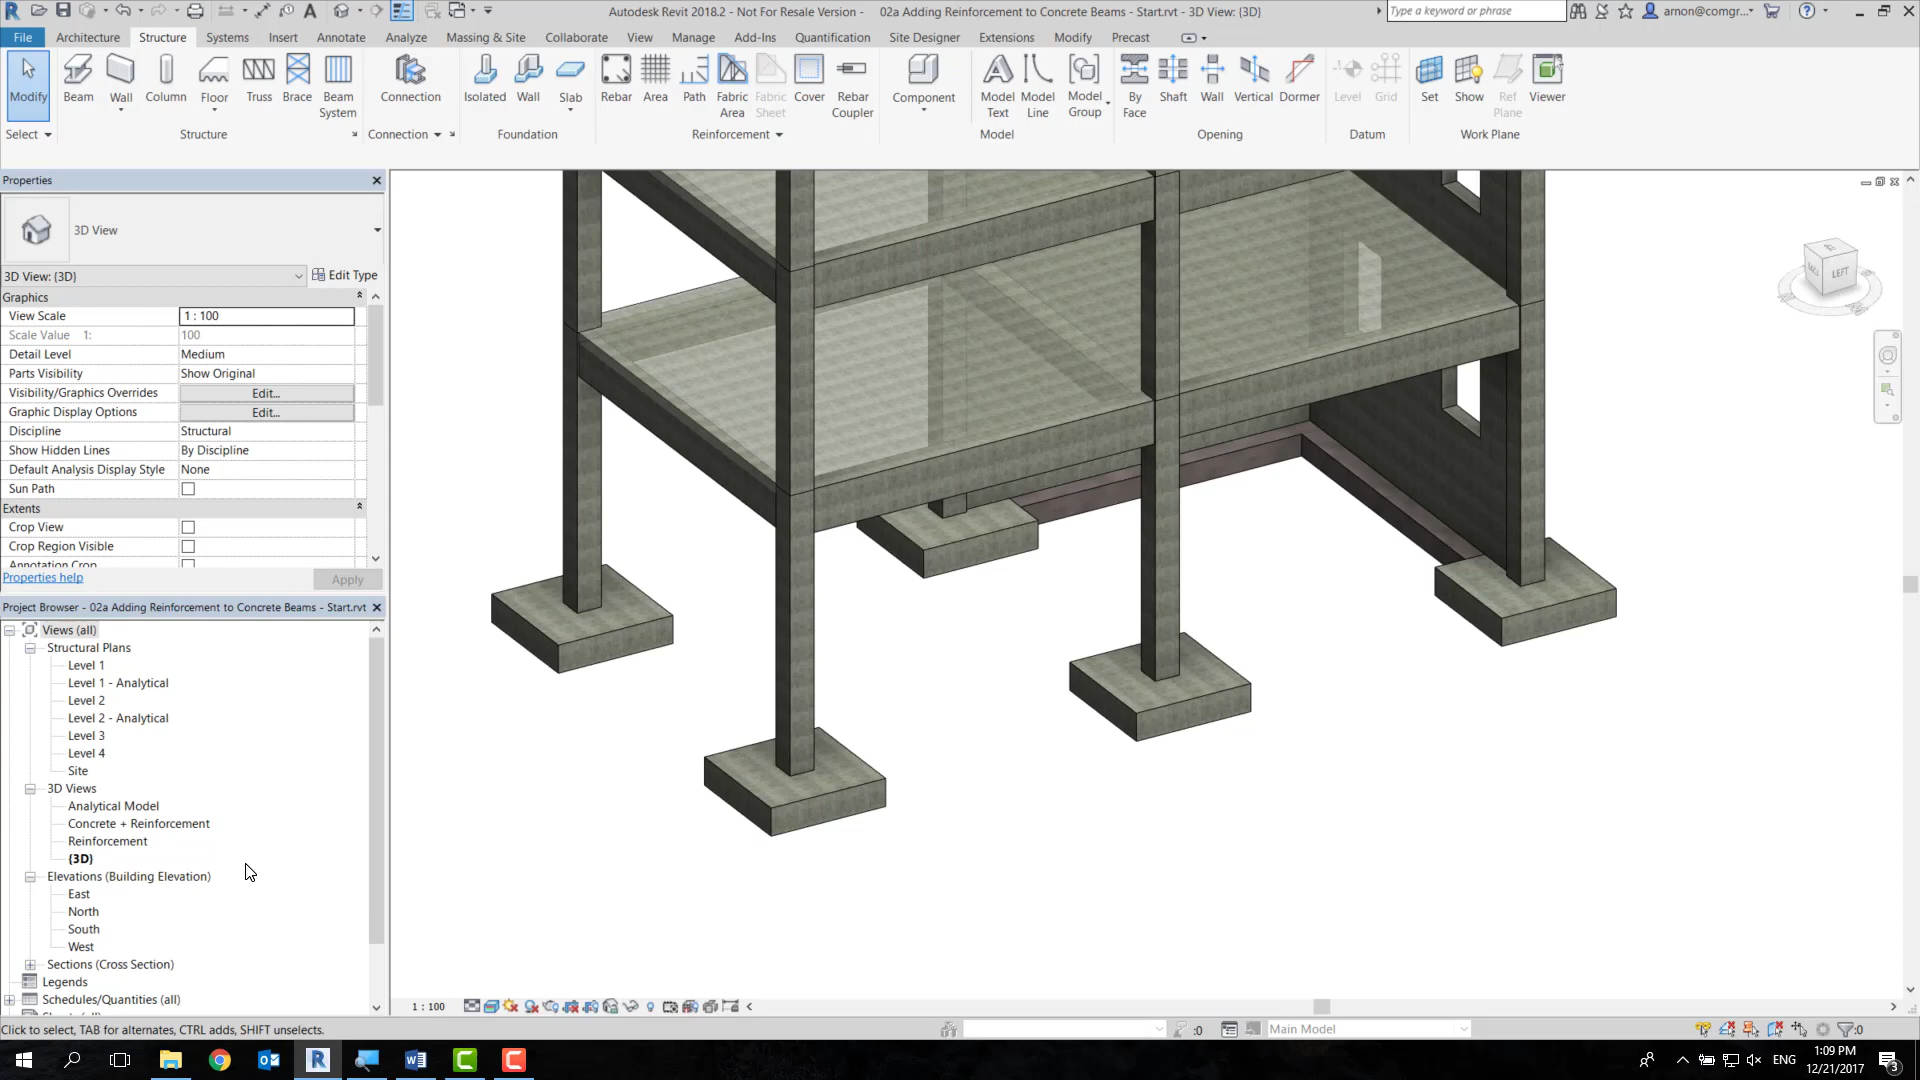 Autodesk Revit 2018.2 - Not For Resale Version - 02a Adding Reinforcement to Concrete Beams - Start.rvt - 3D View: {3D}
Type a keyword or phrase
arnon@comgr...
File Architecture Structure Systems Insert Annotate Analyze Massing & Site Collaborate View Manage Add-Ins Quantification Site Designer Extensions Modify Precast
Modify Beam Wall Column Floor Truss Brace Beam System Connection Isolated Wall Slab Rebar Area Path Fabric Area Fabric Sheet Cover Rebar Coupler Component Model Text Model Line Model Group By Face Shaft Wall Vertical Dormer Level Grid Set Show Ref Plane Viewer
Select Structure Connection Foundation Reinforcement Model Opening Datum Work Plane
Properties
3D View
3D View: {3D} Edit Type
Graphics
View Scale 1 : 100
Scale Value 1: 100
Detail Level Medium
Parts Visibility Show Original
Visibility/Graphics Overrides Edit...
Graphic Display Options Edit...
Discipline Structural
Show Hidden Lines By Discipline
Default Analysis Display Style None
Sun Path
Extents
Crop View
Crop Region Visible
Annotation Crop
Properties help Apply
Project Browser - 02a Adding Reinforcement to Concrete Beams - Start.rvt
Views (all)
Structural Plans
Level 1
Level 1 - Analytical
Level 2
Level 2 - Analytical
Level 3
Level 4
Site
3D Views
Analytical Model
Concrete + Reinforcement
Reinforcement
{3D}
Elevations (Building Elevation)
East
North
South
West
Sections (Cross Section)
Legends
Schedules/Quantities (all)
LEFT
1 : 100
Click to select, TAB for alternates, CTRL adds, SHIFT unselects.
:0
Main Model
:0
ENG
1:09 PM
12/21/2017
3